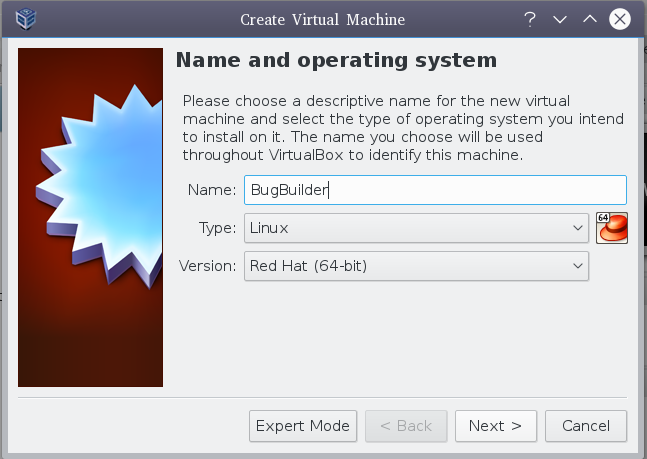 Create Virtual Machine
Name and operating system
Please choose a descriptive name for the new virtual
machine and select the type of operating system you intend
to install on it. The name you choose will be used
throughout VirtualBox to identify this machine.
Name: BugBuilder
Type: Linux 64
Version: Red Hat (64-bit)
Expert Mode < Back Next > Cancel